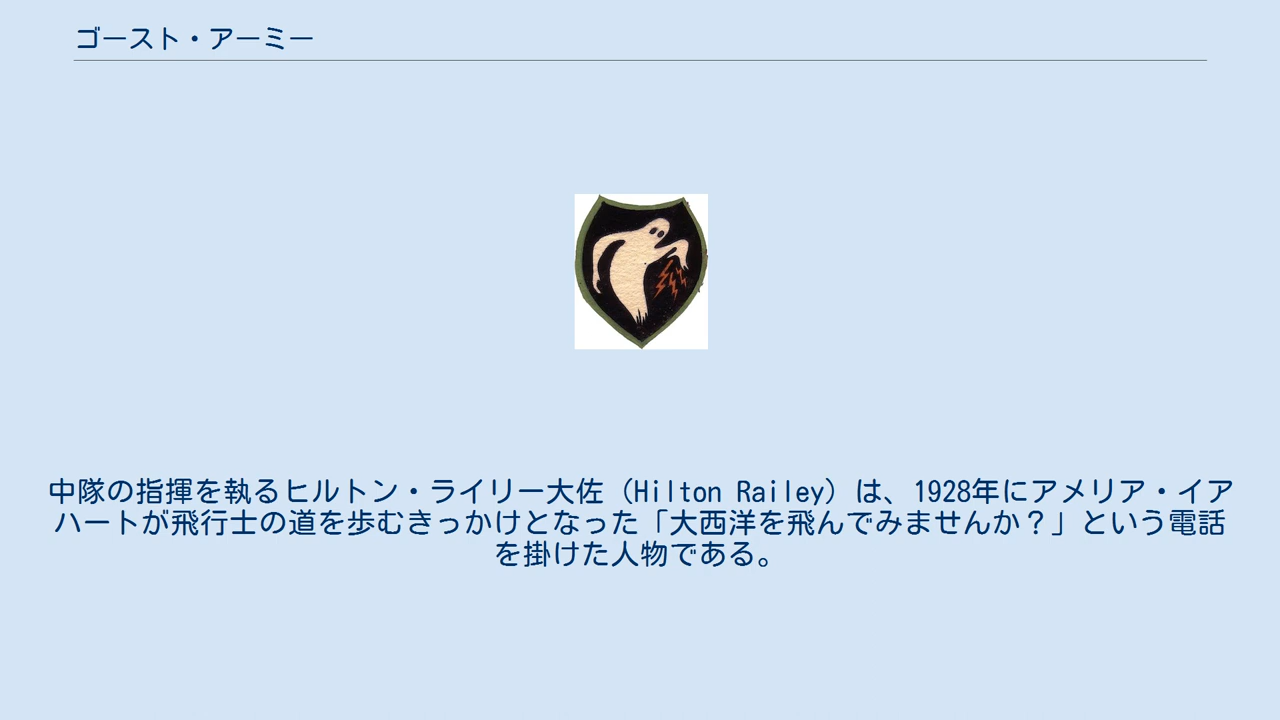 ゴースト・アーミー
中隊の指揮を執るヒルトン・ライリー大佐（Hilton Railey）は、1928年にアメリア・イア
ハートが飛行士の道を歩むきっかけとなった「大西洋を飛んでみませんか？」という電話
を掛けた人物である。